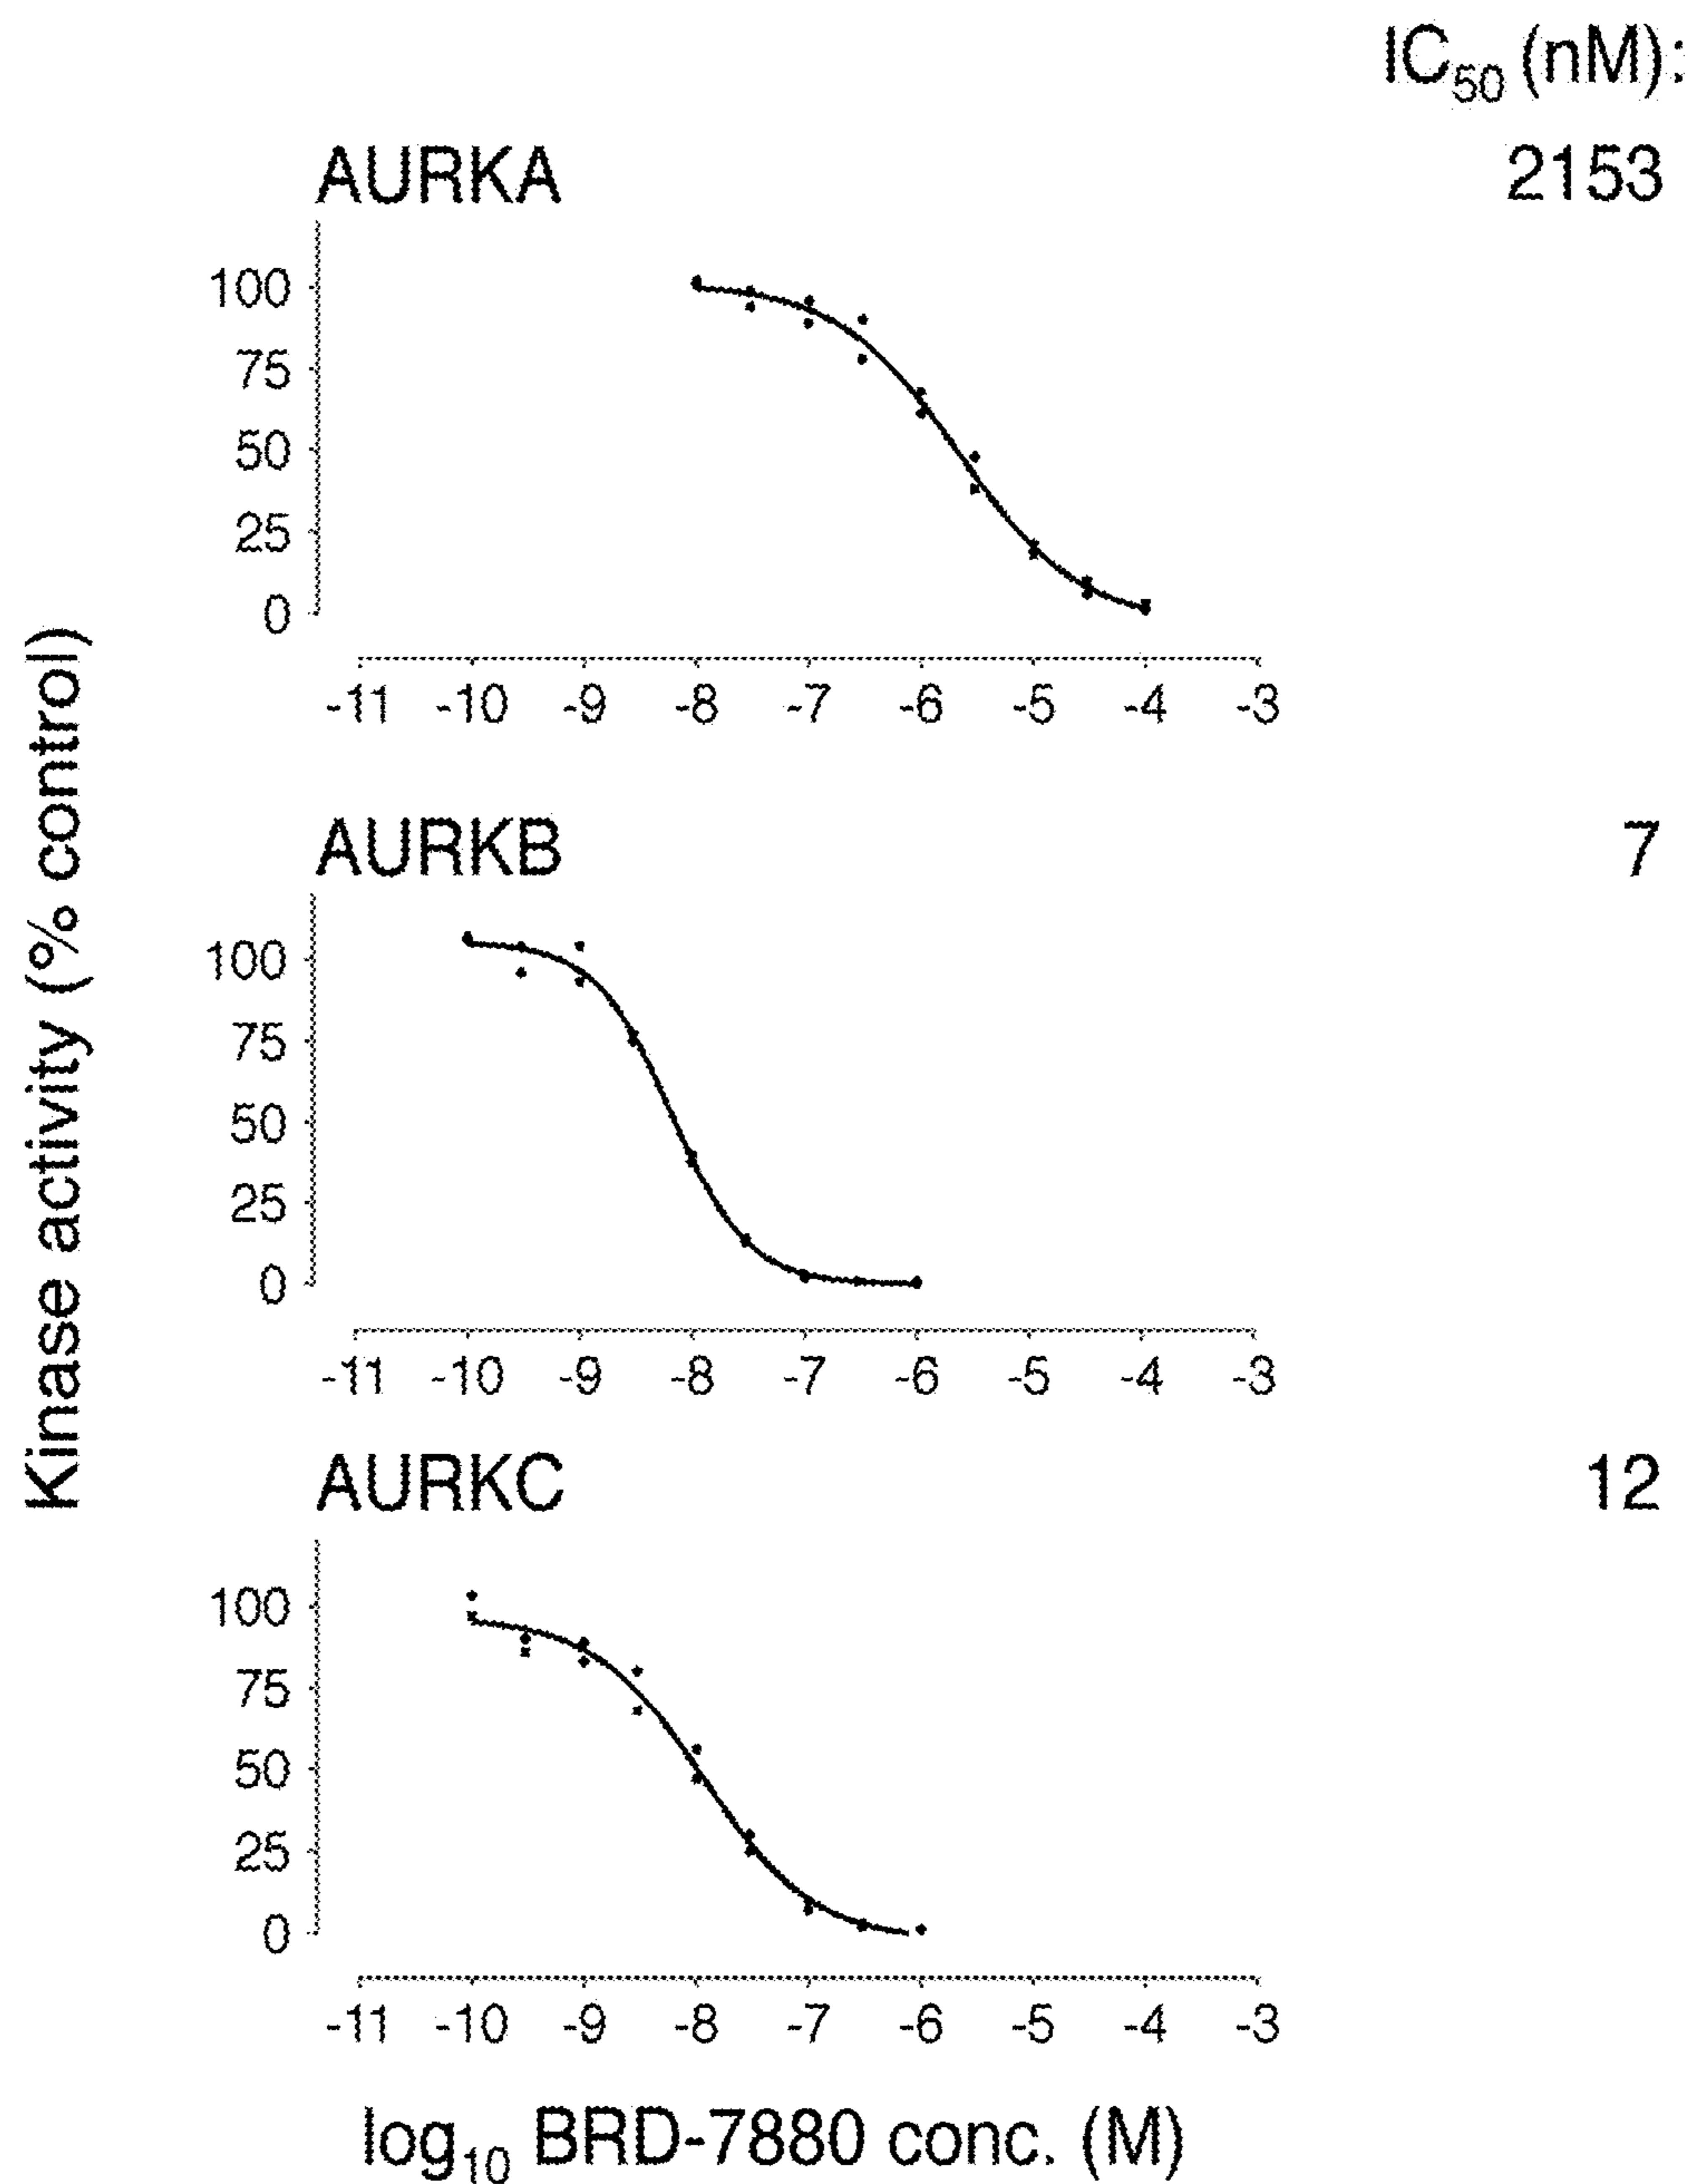 IC50 (nM):
AURKA 2153
100
75
50
25
0
-11 -10 -9 -8 -7 -6 -5 -4 -3
AURKB 7
100
75
50
25
0
-11 -10 -9 -8 -7 -6 -5 -4 -3
AURKC 12
100
75
50
25
0
-11 -10 -9 -8 -7 -6 -5 -4 -3
Kinase activity (% control)
log10 BRD-7880 conc. (M)